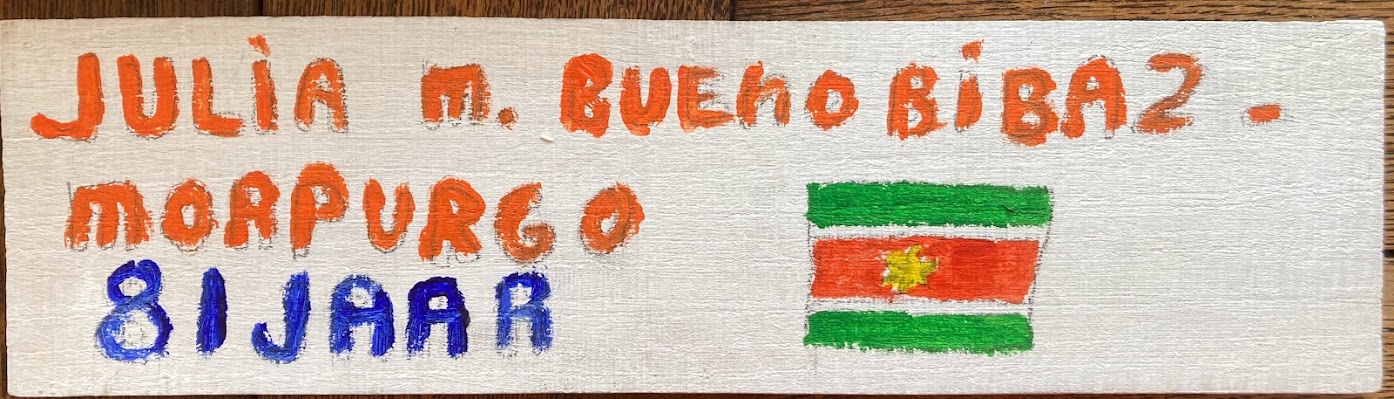 JULIA M. BUENO BIBAZ -
MORPURGO
81 JAAR